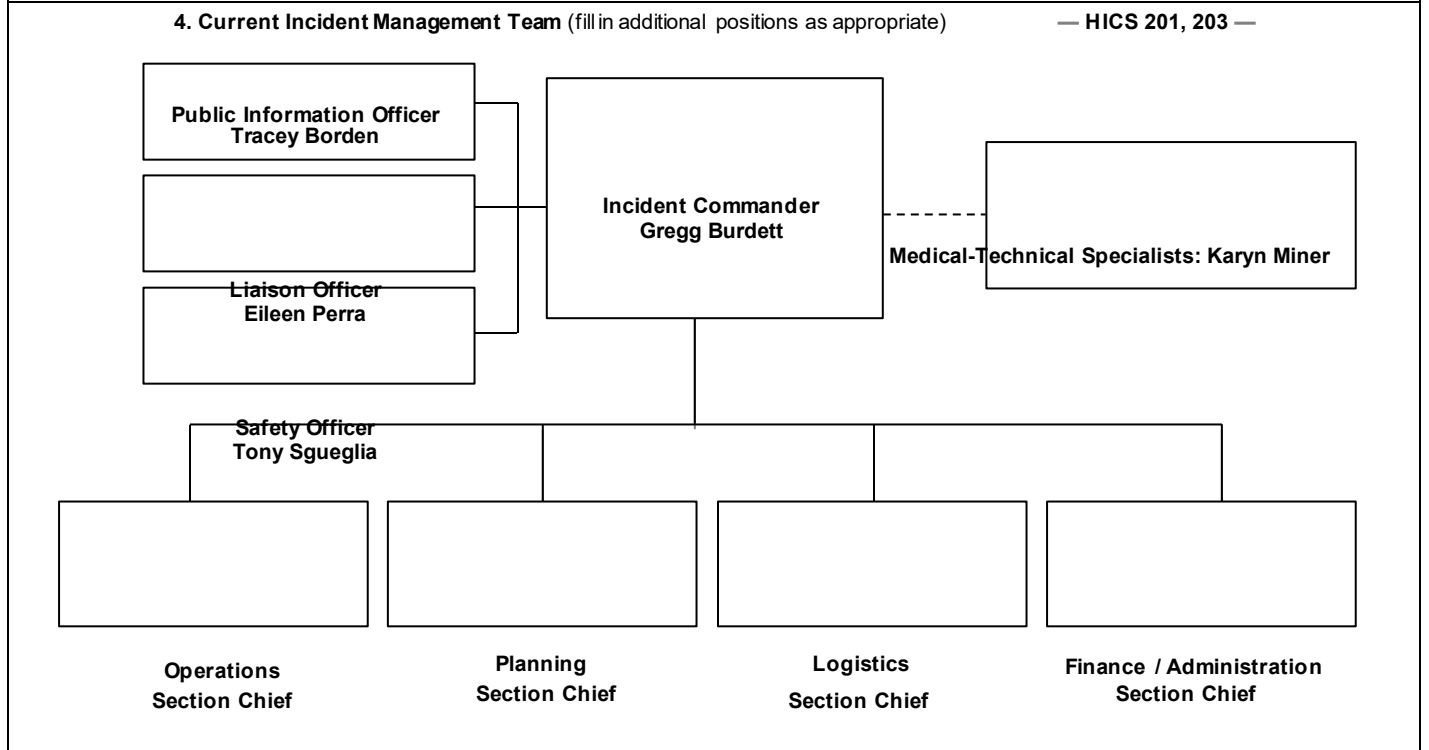 4. Current Incident Management Team (fill in additional positions as appropriate) — HICS 201, 203 —
Public Information Officer
Tracey Borden
Incident Commander
Gregg Burdett
Medical-Technical Specialists: Karyn Miner
Liaison Officer
Eileen Perra
Safety Officer
Tony Sgueglia
Operations
Section Chief
Planning
Section Chief
Logistics
Section Chief
Finance / Administration
Section Chief